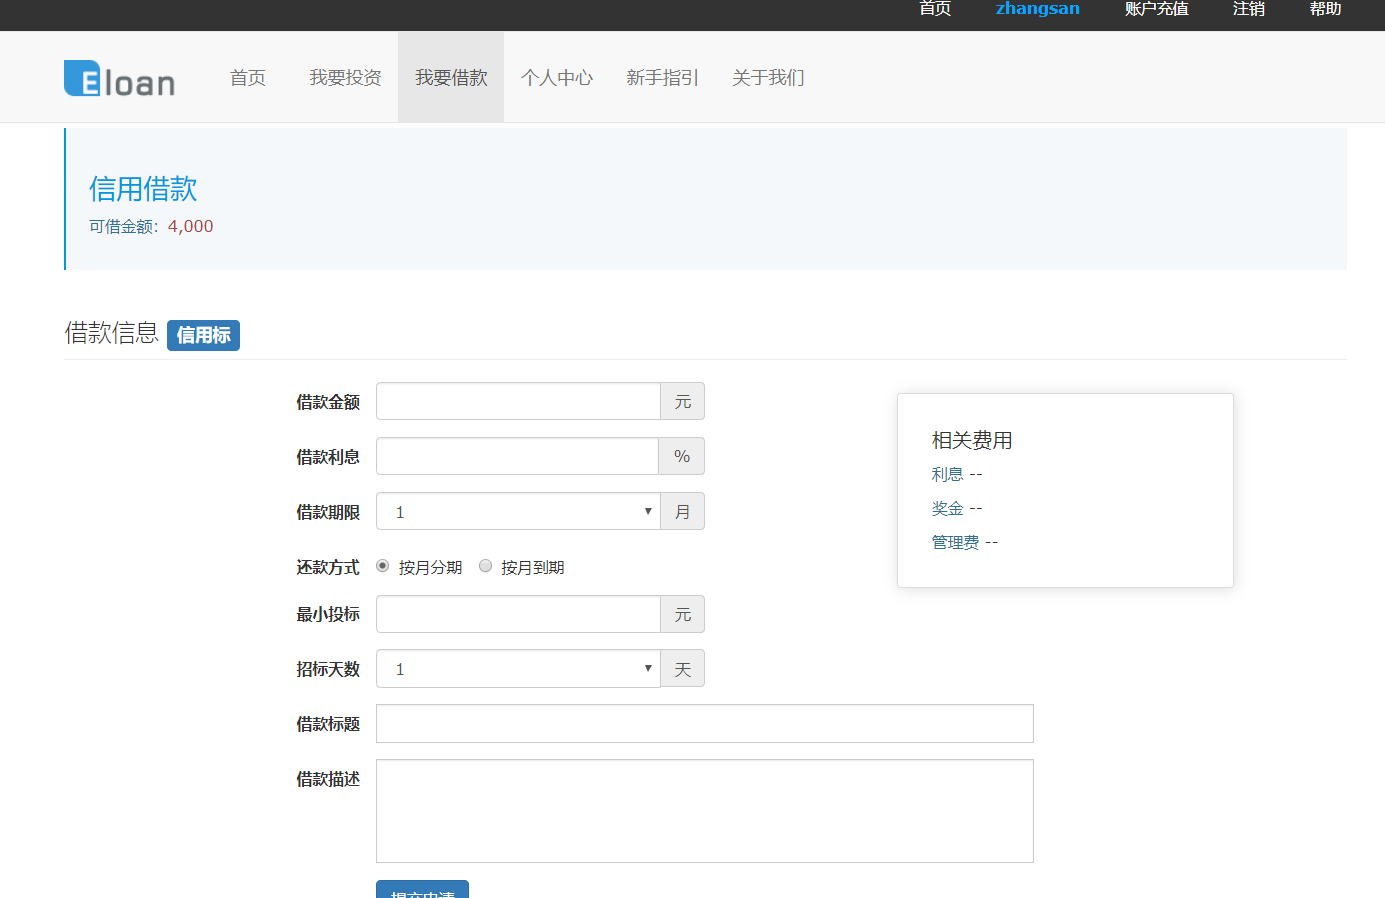 首页 zhangsan 账户充值 注销 帮助
Eloan 首页 我要投资 我要借款 个人中心 新手指引 关于我们
信用借款
可借金额：4,000
借款信息 信用标
借款金额 元
借款利息 %
借款期限 1 月
还款方式 按月分期 按月到期
最小投标 元
招标天数 1 天
借款标题
借款描述
提交申请
相关费用
利息 --
奖金 --
管理费 --